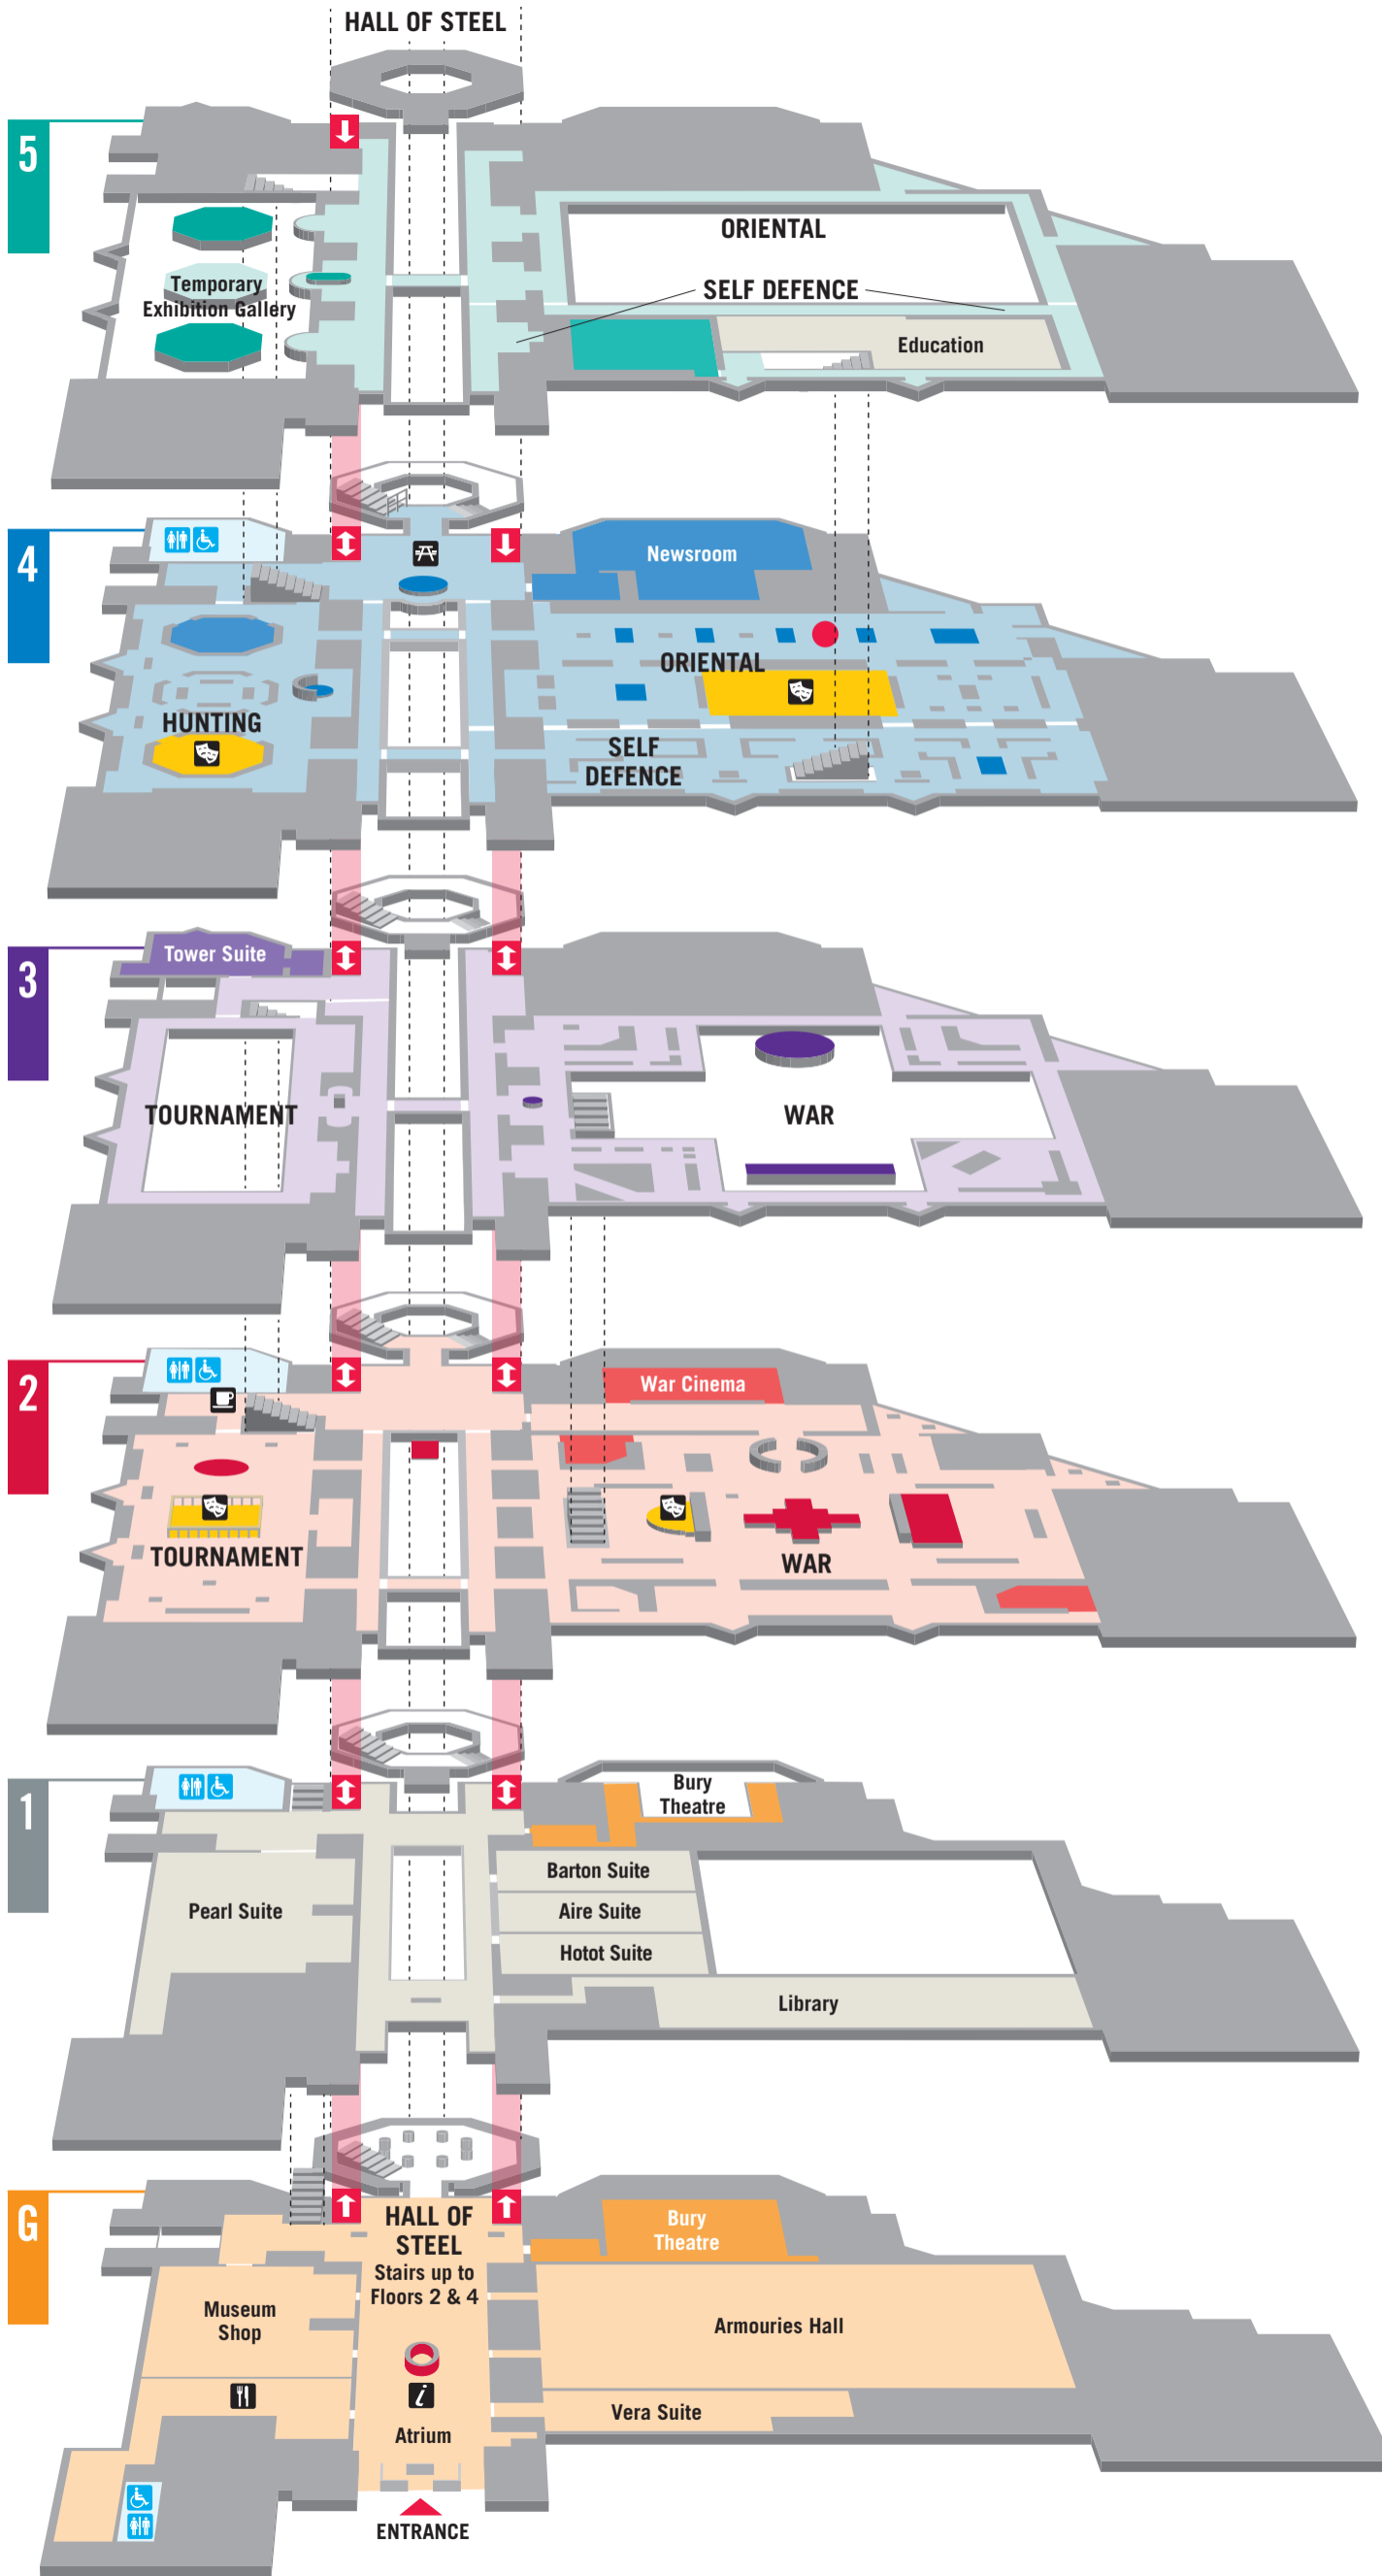 HALL OF STEEL
5
ORIENTAL
Temporary
Exhibition Gallery
SELF DEFENCE
Education
4
Newsroom
ORIENTAL
HUNTING
SELF
DEFENCE
3
Tower Suite
TOURNAMENT
WAR
2
War Cinema
TOURNAMENT
WAR
1
Bury
Theatre
Barton Suite
Pearl Suite
Aire Suite
Hotot Suite
Library
G
HALL OF
STEEL
Stairs up to
Floors 2 & 4
Bury
Theatre
Museum
Shop
Armouries Hall
i
Vera Suite
Atrium
ENTRANCE